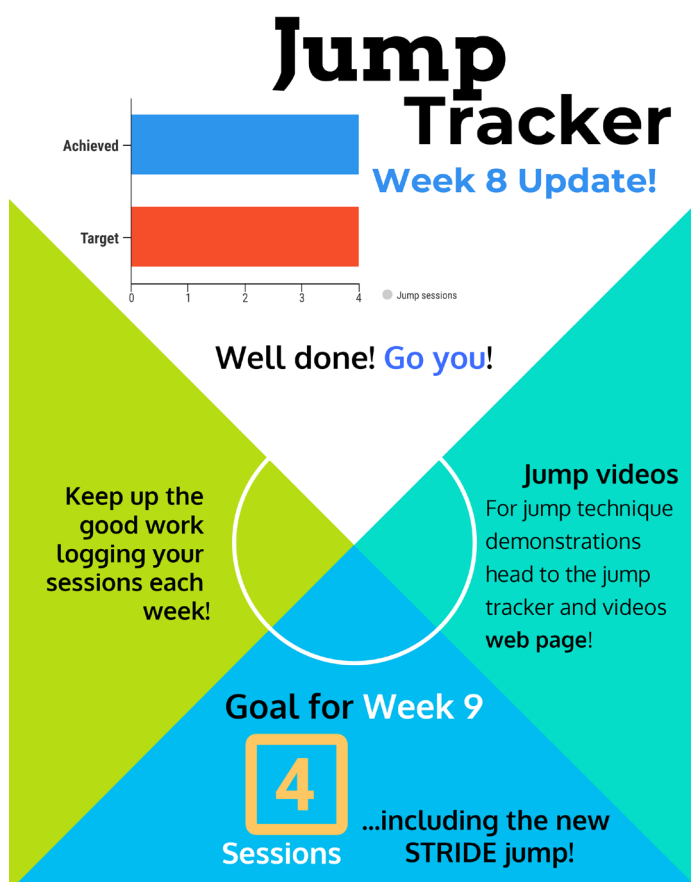 Jump
Tracker
Week 8 Update!
Achieved
Target
0 1 2 3 4
Jump sessions
Well done! Go you!
Keep up the
good work
logging your
sessions each
week!
Jump videos
For jump technique
demonstrations
head to the jump
tracker and videos
web page!
Goal for Week 9
4
Sessions
...including the new
STRIDE jump!